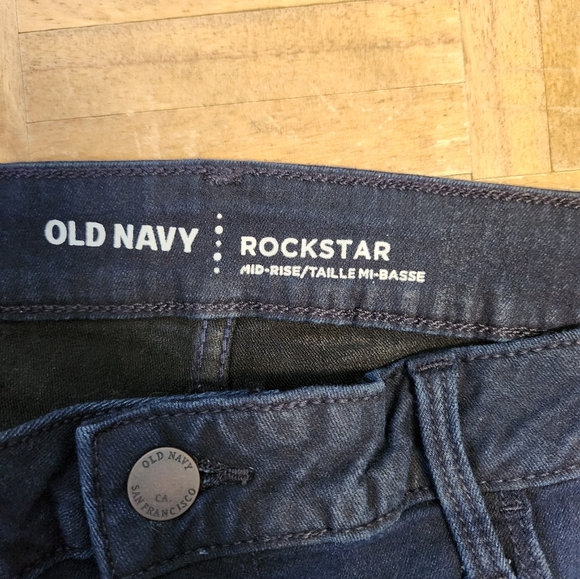 OLD NAVY
ROCKSTAR
MID-RISE/TAILLE MI-BASSE
OLD NAVY
CA.
SAN FRANCISCO